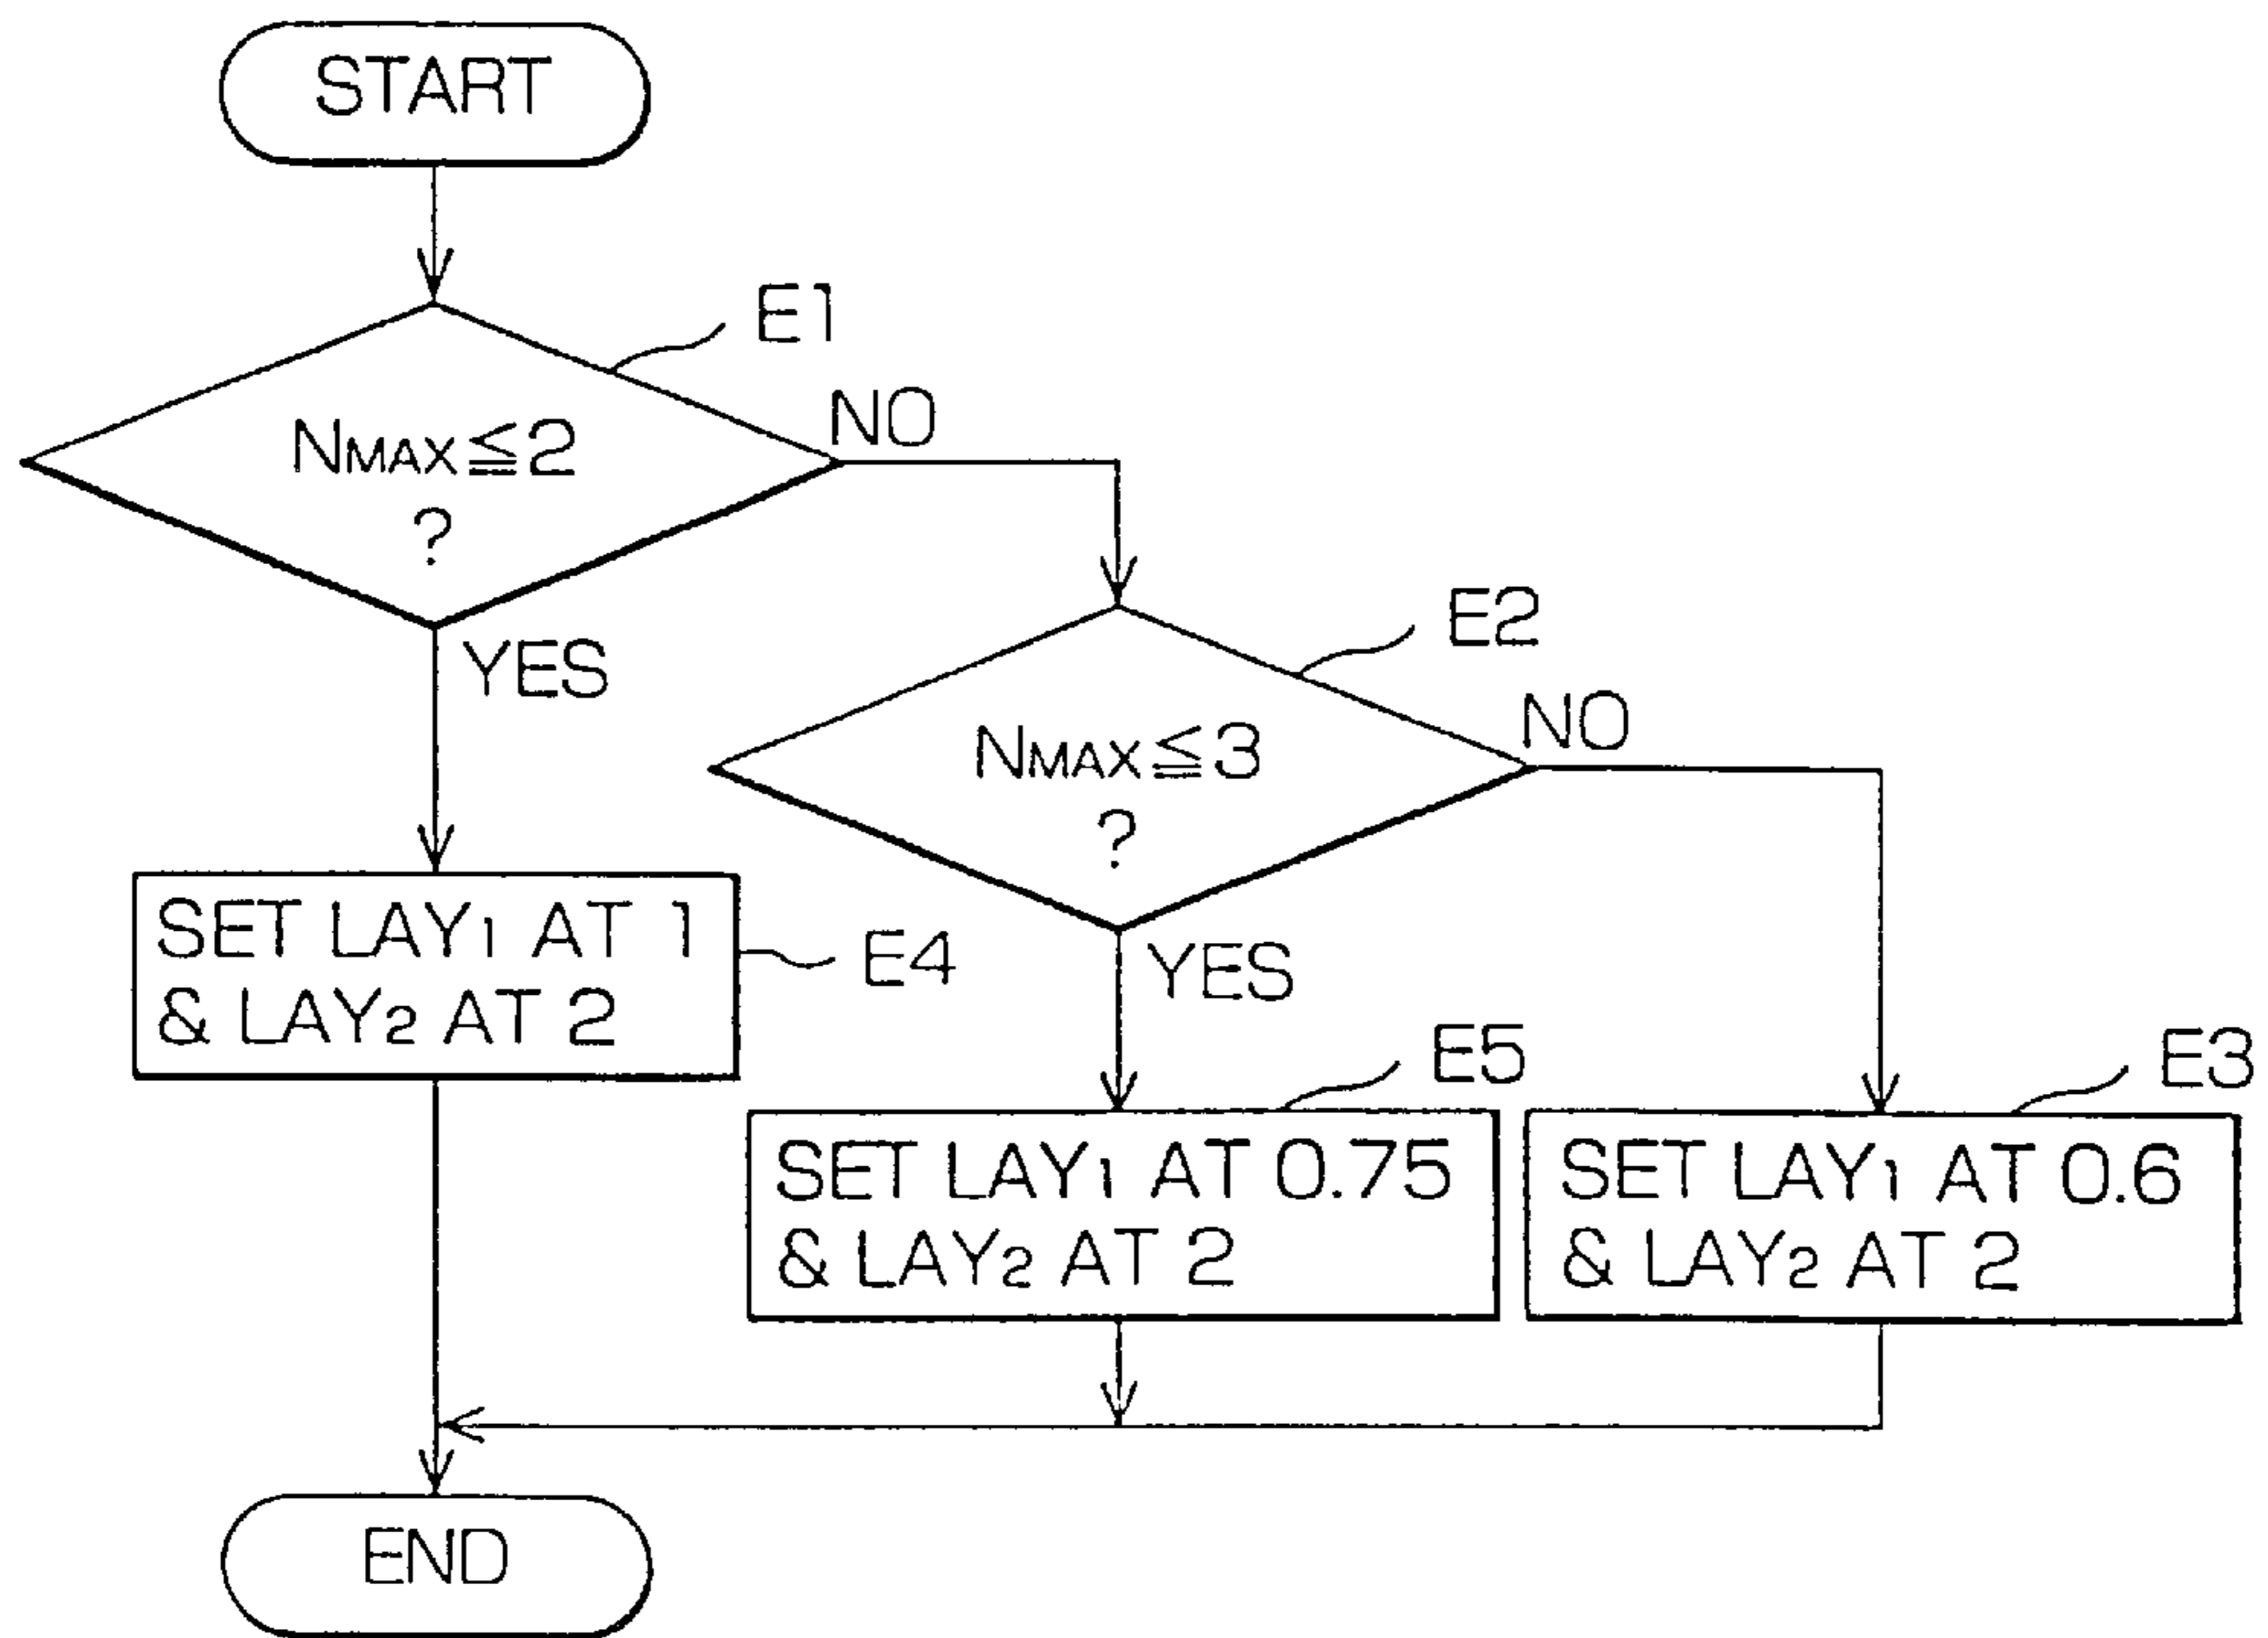 START
E1
NMAX≦2
?
NO
YES
E2
NMAX≦3
?
NO
YES
SET LAY1 AT 1
& LAY2 AT 2
E4
E5
SET LAY1 AT 0.75
& LAY2 AT 2
E3
SET LAY1 AT 0.6
& LAY2 AT 2
END